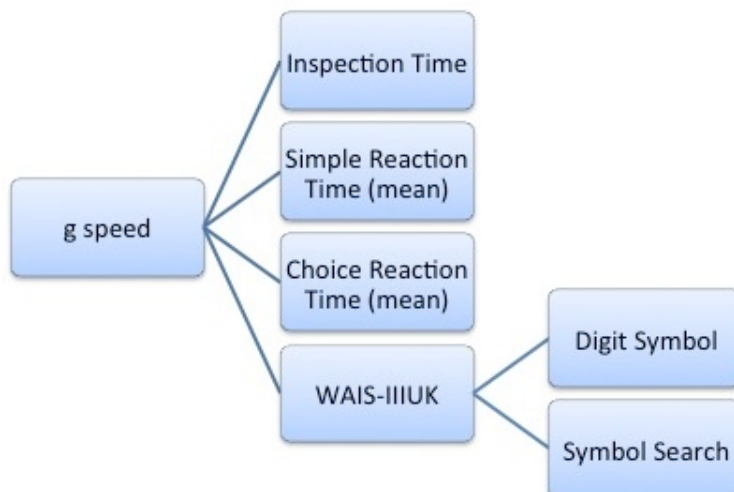 g speed
Inspection Time
Simple Reaction
Time (mean)
Choice Reaction
Time (mean)
WAIS-IIIUK
Digit Symbol
Symbol Search